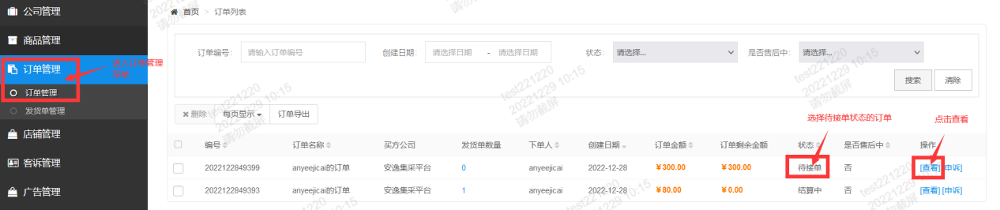 公司管理
商品管理
订单管理
进入订单管理
菜单
订单管理
发货单管理
店铺管理
客诉管理
广告管理
首页 > 订单列表
订单编号： 请输入订单编号 创建日期： 请选择日期 - 请选择日期 状态： 请选择... 是否售后中： 请选择...
搜索 清除
删除 每页显示 订单导出
选择待接单状态的订单 点击查看
编号 订单名称 买方公司 发货单数量 下单人 创建日期 订单金额 订单剩余金额 状态 是否售后中 操作
2022122849399 anyeejicai的订单 安逸集采平台 0 anyeejicai 2022-12-28 ￥300.00 ￥300.00 待接单 否 [查看] [申诉]
2022122849393 anyeejicai的订单 安逸集采平台 1 anyeejicai 2022-12-28 ￥80.00 ￥0.00 结算中 否 [查看] [申诉]
test221220
20221229 10:15
请勿截屏